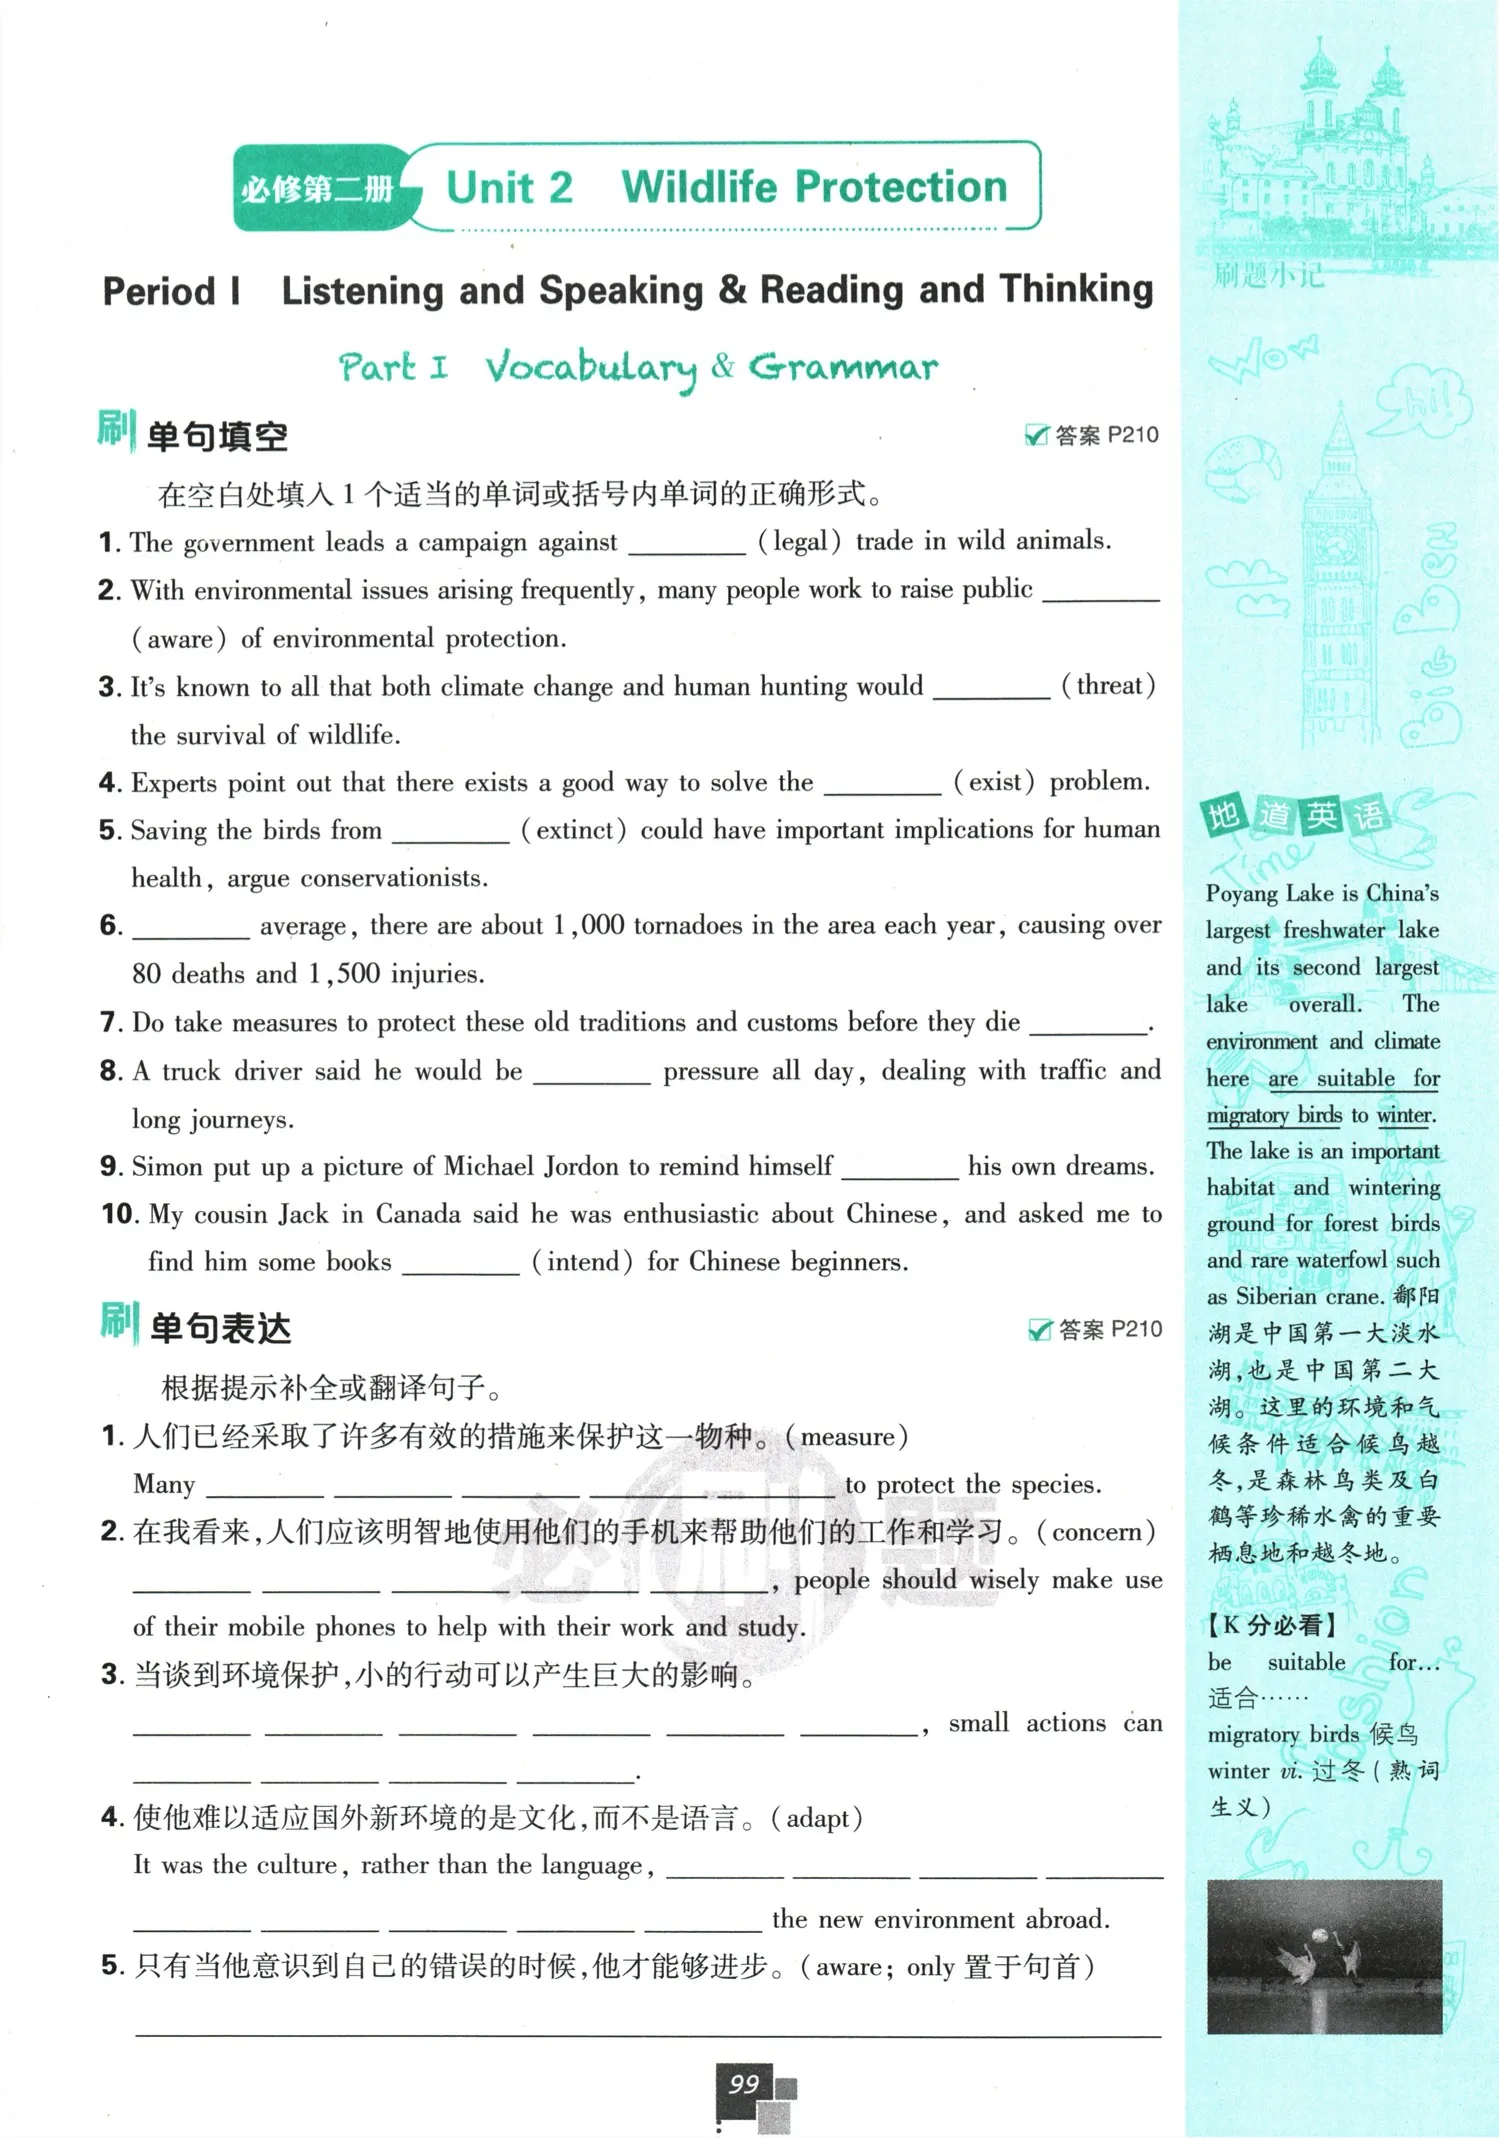 必修第二册 Unit 2 Wildlife Protection
Period I Listening and Speaking & Reading and Thinking
Part I Vocabulary & Grammar
刷 单句填空 答案 P210
在空白处填入 1 个适当的单词或括号内单词的正确形式。
1. The government leads a campaign against ________ (legal) trade in wild animals.
2. With environmental issues arising frequently, many people work to raise public ________
(aware) of environmental protection.
3. It's known to all that both climate change and human hunting would ________ (threat)
the survival of wildlife.
4. Experts point out that there exists a good way to solve the ________ (exist) problem.
5. Saving the birds from ________ (extinct) could have important implications for human
health, argue conservationists.
6. ________ average, there are about 1,000 tornadoes in the area each year, causing over
80 deaths and 1,500 injuries.
7. Do take measures to protect these old traditions and customs before they die ________.
8. A truck driver said he would be ________ pressure all day, dealing with traffic and
long journeys.
9. Simon put up a picture of Michael Jordon to remind himself ________ his own dreams.
10. My cousin Jack in Canada said he was enthusiastic about Chinese, and asked me to
find him some books ________ (intend) for Chinese beginners.
刷 单句表达 答案 P210
根据提示补全或翻译句子。
1. 人们已经采取了许多有效的措施来保护这一物种。(measure)
Many ________ ________ ________ ________ ________ to protect the species.
2. 在我看来,人们应该明智地使用他们的手机来帮助他们的工作和学习。(concern)
________ ________ ________ ________ ________, people should wisely make use
of their mobile phones to help with their work and study.
3. 当谈到环境保护,小的行动可以产生巨大的影响。
________ ________ ________ ________ ________ ________, small actions can
________ ________ ________ ________.
4. 使他难以适应国外新环境的是文化,而不是语言。(adapt)
It was the culture, rather than the language, ________ ________ ________ ________
________ ________ ________ ________ ________ the new environment abroad.
5. 只有当他意识到自己的错误的时候,他才能够进步。(aware; only 置于句首)
必刷题
99
刷题小记
Wow
hi!
Big Ben
地道英语
Time
Poyang Lake is China's
largest freshwater lake
and its second largest
lake overall. The
environment and climate
here are suitable for
migratory birds to winter.
The lake is an important
habitat and wintering
ground for forest birds
and rare waterfowl such
as Siberian crane. 鄱阳
湖是中国第一大淡水
湖,也是中国第二大
湖。这里的环境和气
候条件适合候鸟越
冬,是森林鸟类及白
鹤等珍稀水禽的重要
栖息地和越冬地。
【K 分必看】
be suitable for…
适合……
migratory birds 候鸟
winter vi. 过冬(熟词
生义)
Fashion